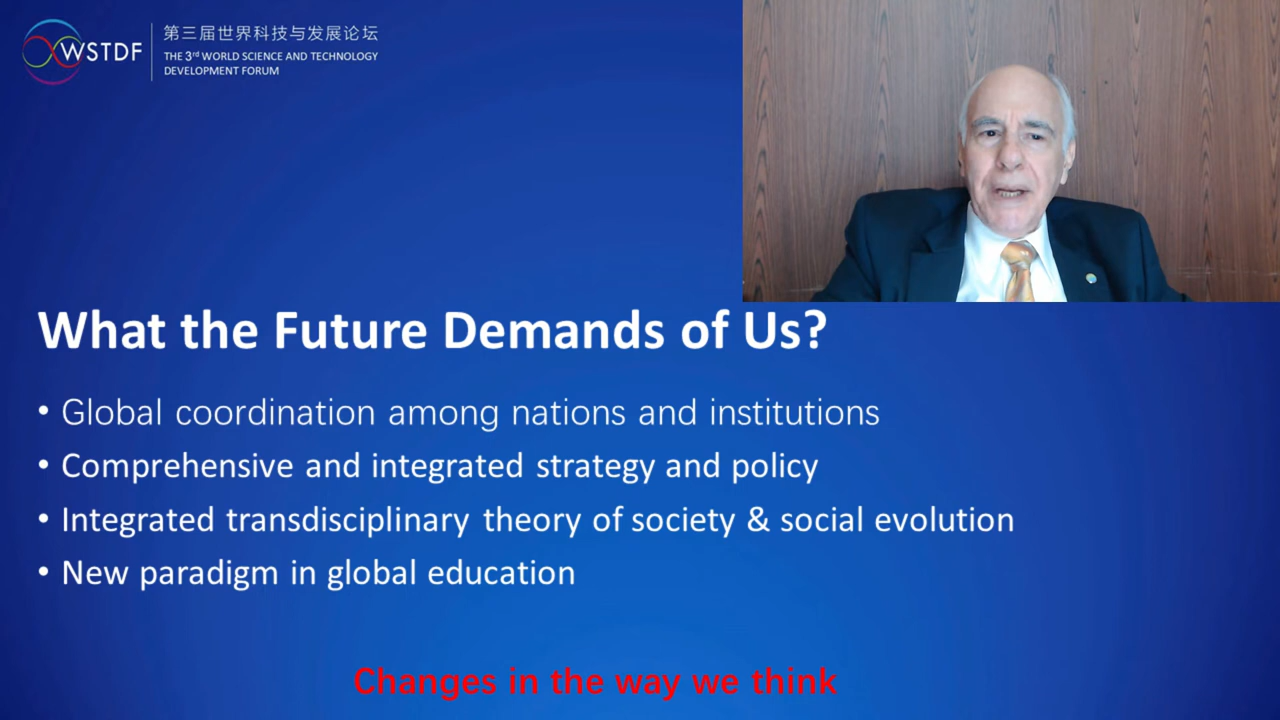 WSTDF
第三届世界科技与发展论坛
THE 3rd WORLD SCIENCE AND TECHNOLOGY
DEVELOPMENT FORUM
What the Future Demands of Us?
• Global coordination among nations and institutions
• Comprehensive and integrated strategy and policy
• Integrated transdisciplinary theory of society & social evolution
• New paradigm in global education
Changes in the way we think